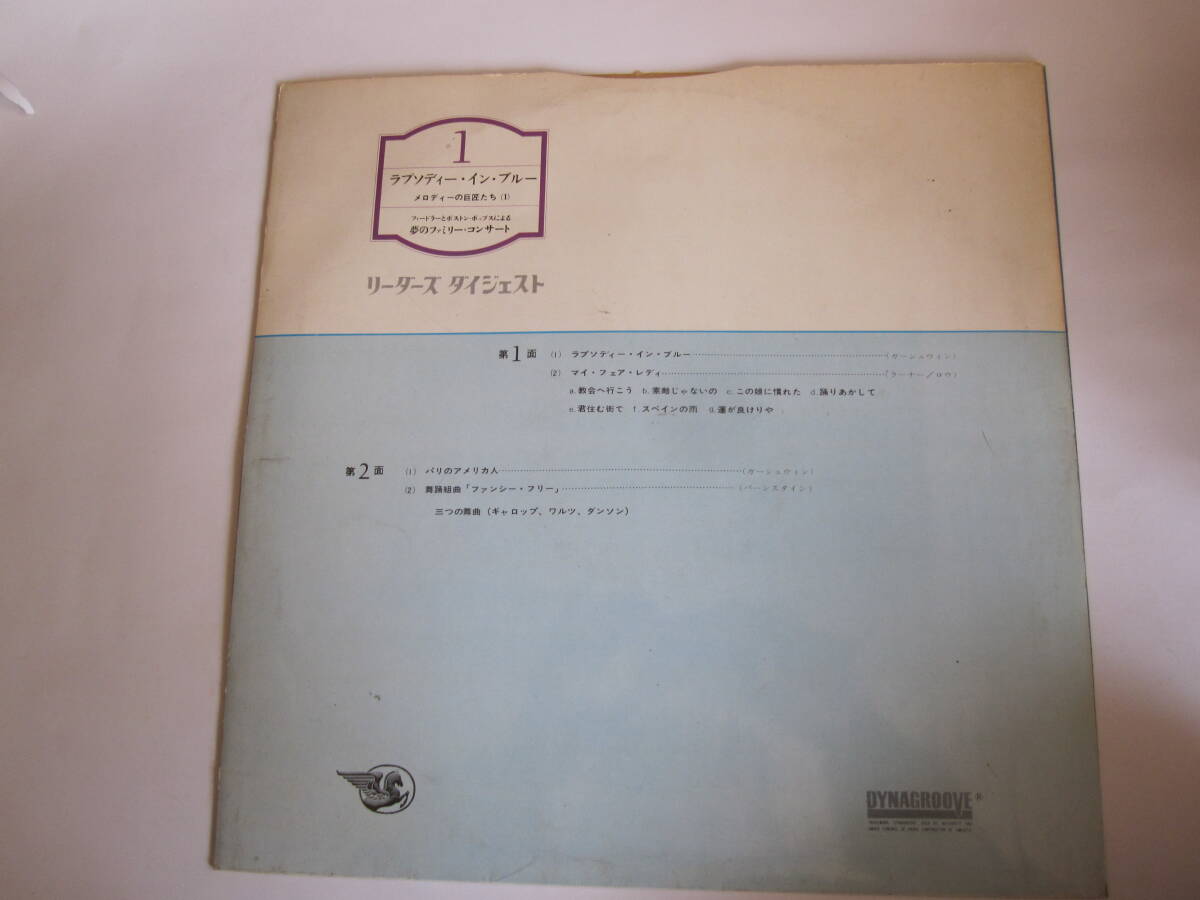 1
ラプソディー・イン・ブルー
メロディーの巨匠たち (1)
フィードラーとボストン・ポップスによる
夢のファミリー・コンサート
リーダーズ ダイジェスト
第1面 (1) ラプソディー・イン・ブルー……………………………(ガーシュウィン)
(2) マイ・フェア・レディ……………………………(ラーナー/ロウ)
a.教会へ行こう b.素敵じゃないの c.この娘に慣れた d.踊りあかして
e.君住む街で f.スペインの雨 g.運が良けりゃ
第2面 (1) パリのアメリカ人……………………………(ガーシュウィン)
(2) 舞踊組曲「ファンシー・フリー」……………………………(バーンスタイン)
三つの舞曲 (ギャロップ、ワルツ、ダンソン)
DYNAGROOVE®